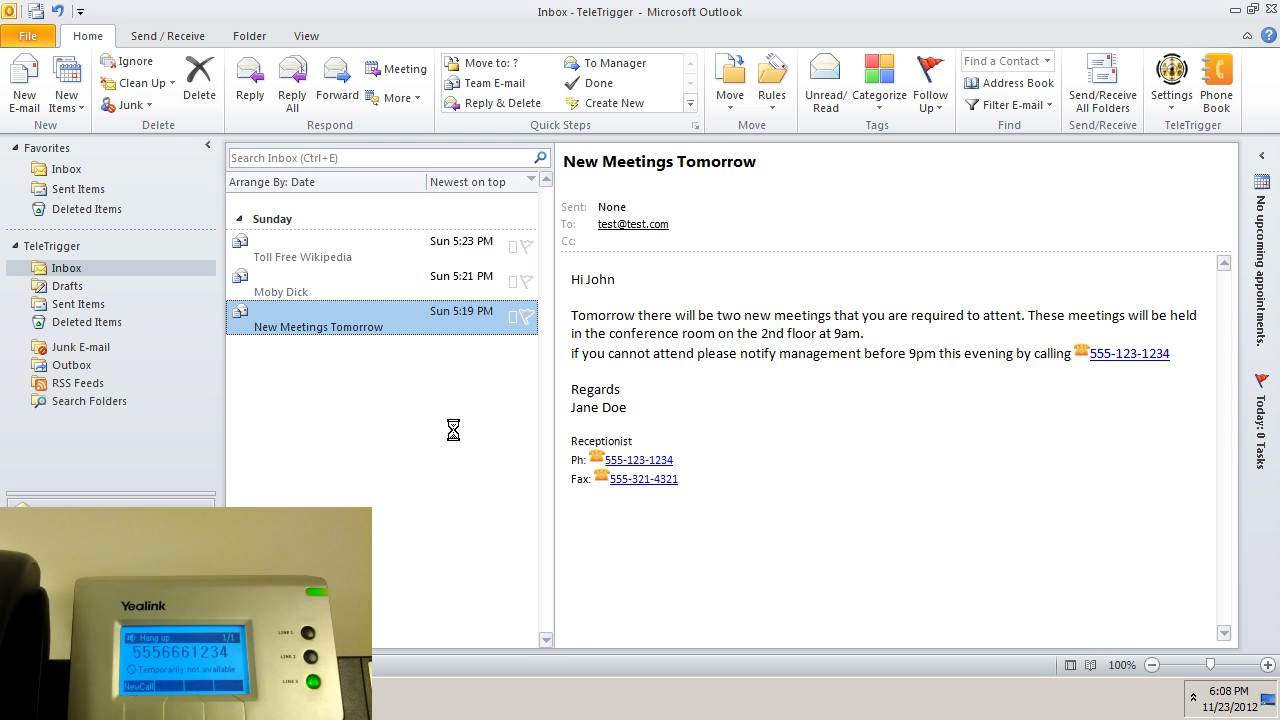 Inbox - TeleTrigger - Microsoft Outlook
File Home Send / Receive Folder View
New E-mail
New Items
New
Ignore
Clean Up
Junk
Delete
Delete
Reply
Reply All
Forward
Meeting
More
Respond
Move to: ?
Team E-mail
Reply & Delete
To Manager
Done
Create New
Quick Steps
Move
Rules
Move
Unread/ Read
Categorize
Follow Up
Tags
Find a Contact
Address Book
Filter E-mail
Find
Send/Receive All Folders
Send/Receive
Settings
Phone Book
TeleTrigger
Favorites
Inbox
Sent Items
Deleted Items
TeleTrigger
Inbox
Drafts
Sent Items
Deleted Items
Junk E-mail
Outbox
RSS Feeds
Search Folders
Search Inbox (Ctrl+E)
Arrange By: Date Newest on top
Sunday
Sun 5:23 PM
Toll Free Wikipedia
Sun 5:21 PM
Moby Dick
Sun 5:19 PM
New Meetings Tomorrow
New Meetings Tomorrow
Sent: None
To: test@test.com
Cc:
Hi John
Tomorrow there will be two new meetings that you are required to attent. These meetings will be held
in the conference room on the 2nd floor at 9am.
if you cannot attend please notify management before 9pm this evening by calling 555-123-1234
Regards
Jane Doe
Receptionist
Ph: 555-123-1234
Fax: 555-321-4321
No upcoming appointments.
Today: 0 Tasks
Yealink
Hang up 1/1
5556661234
Temporarily not available
NewCall
LINE 1
LINE 2
LINE 3
100%
6:08 PM
11/23/2012